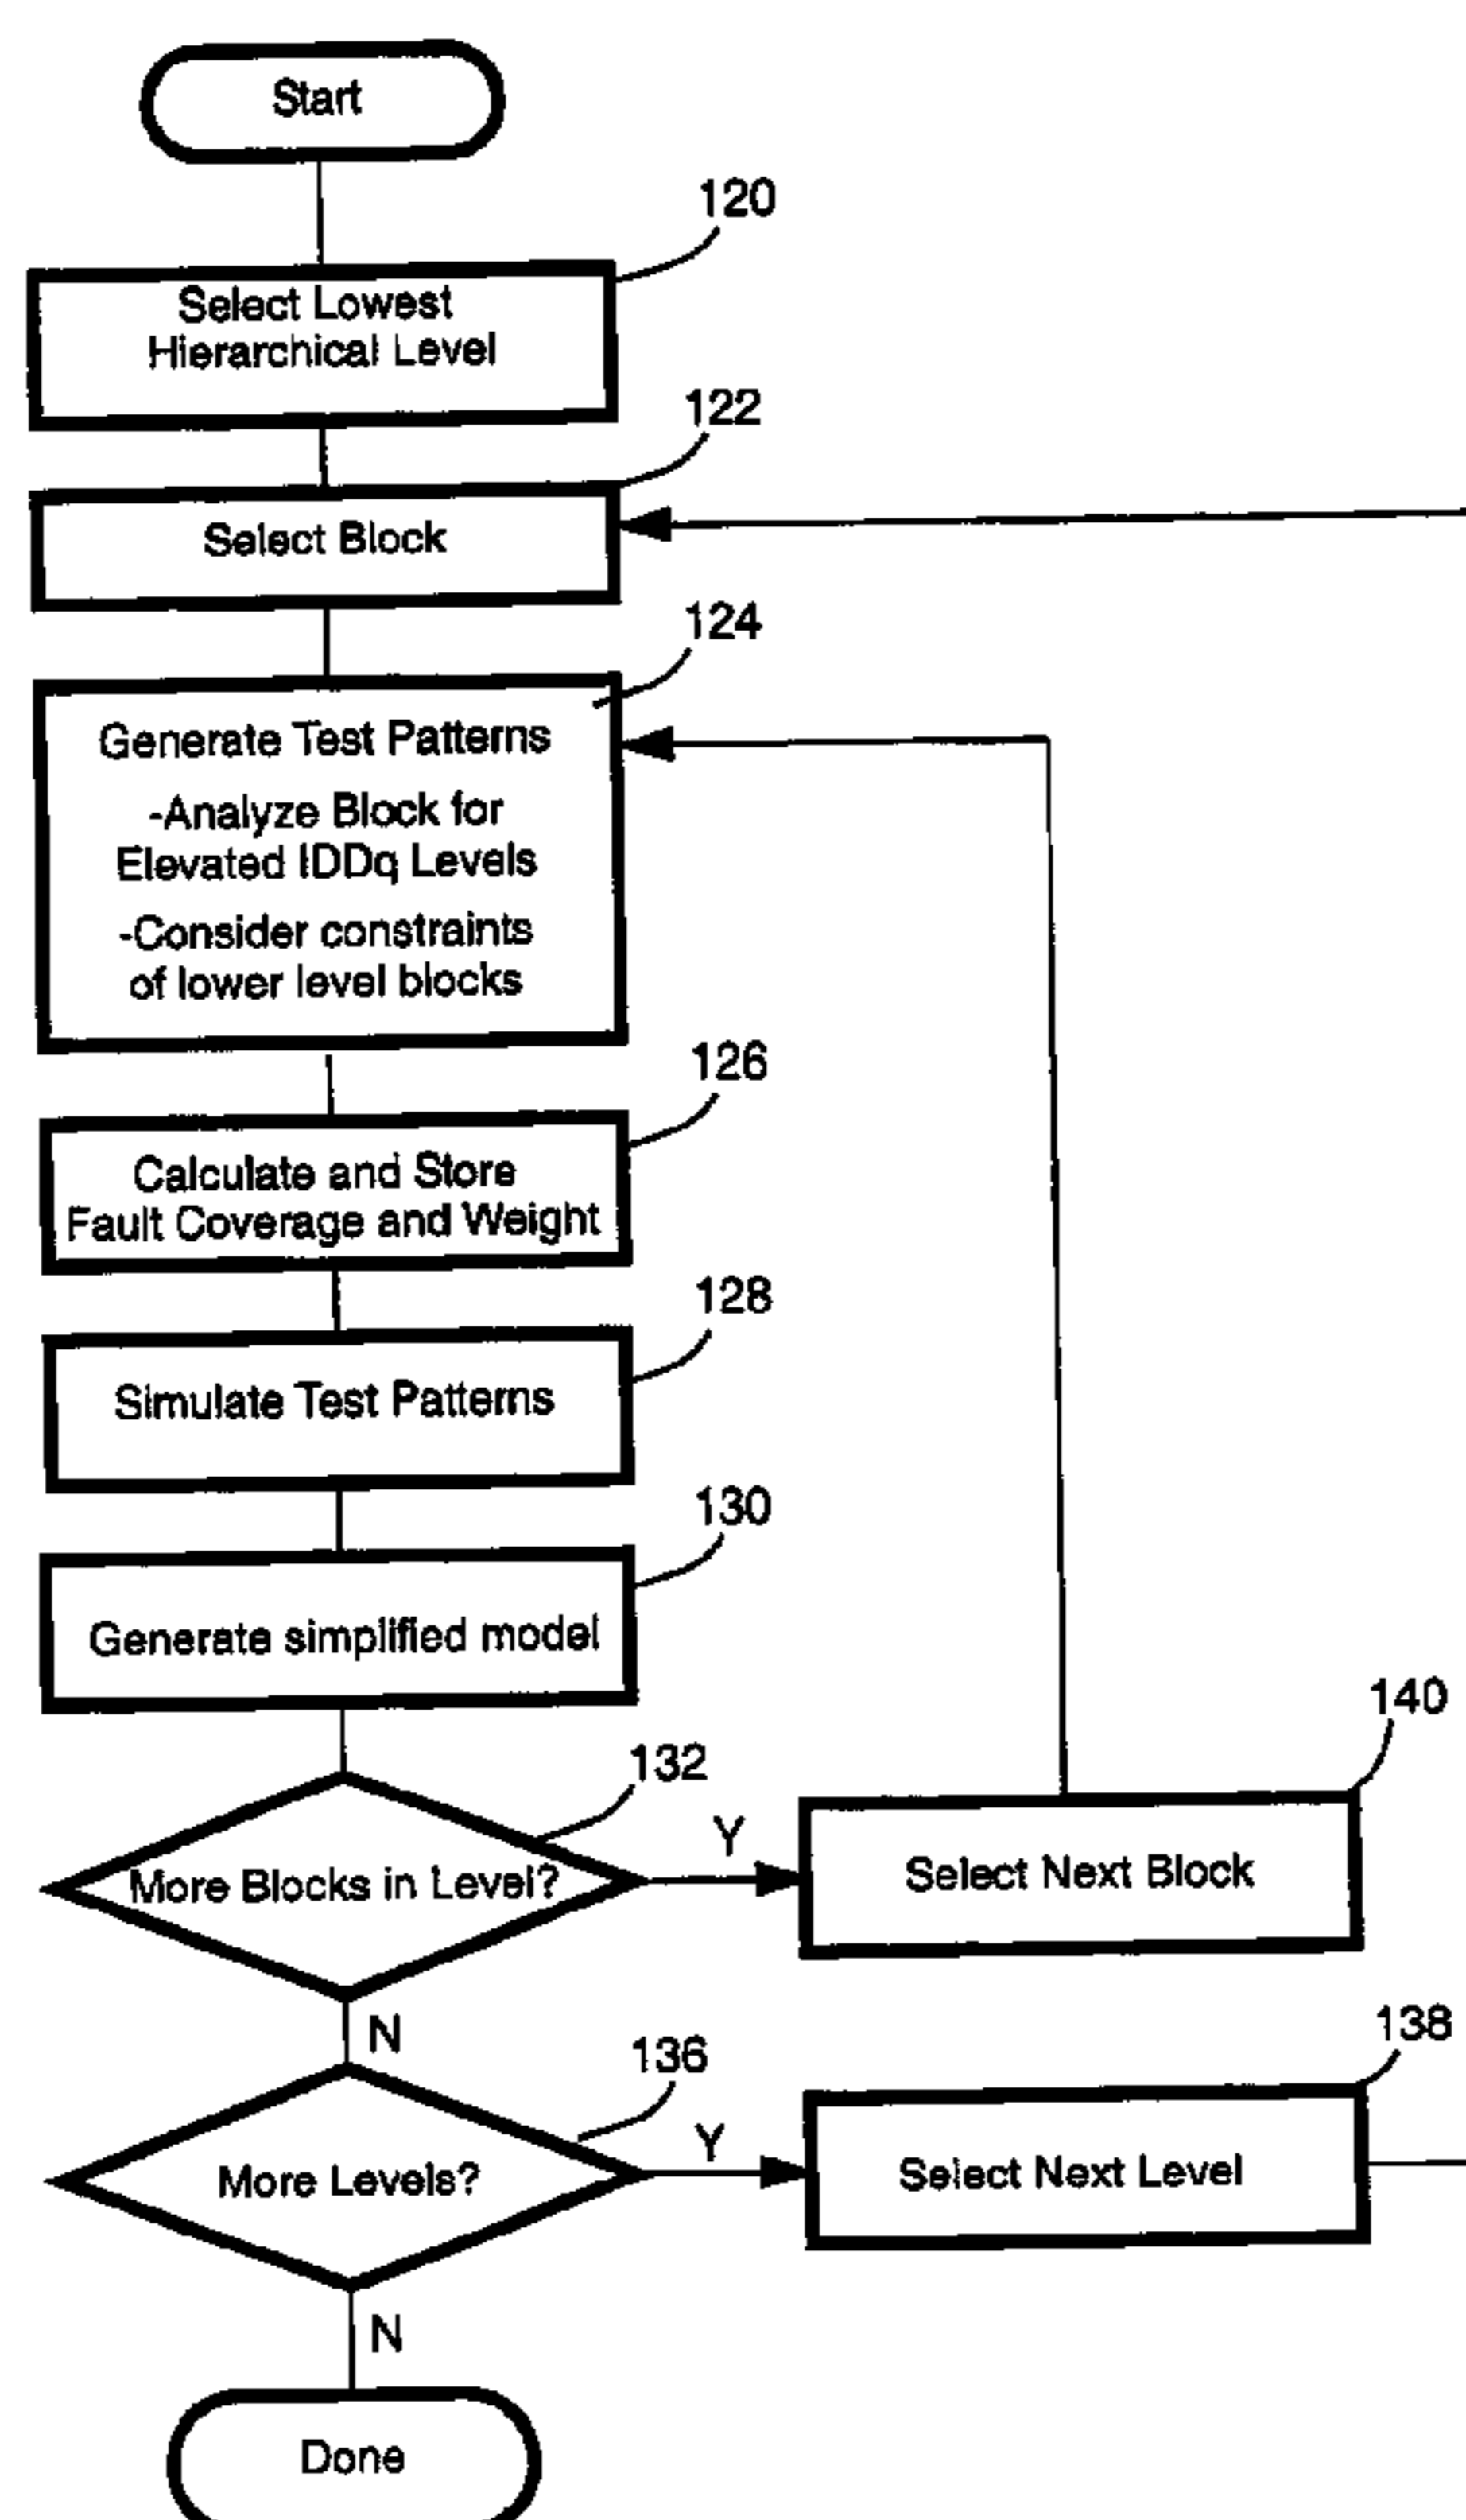 Start
120
Select Lowest
Hierarchical Level
122
Select Block
124
Generate Test Patterns
-Analyze Block for
Elevated IDDq Levels
-Consider constraints
of lower level blocks
126
Calculate and Store
Fault Coverage and Weight
128
Simulate Test Patterns
130
Generate simplified model
132
More Blocks in Level?
Y
140
Select Next Block
N
136
More Levels?
Y
138
Select Next Level
N
Done